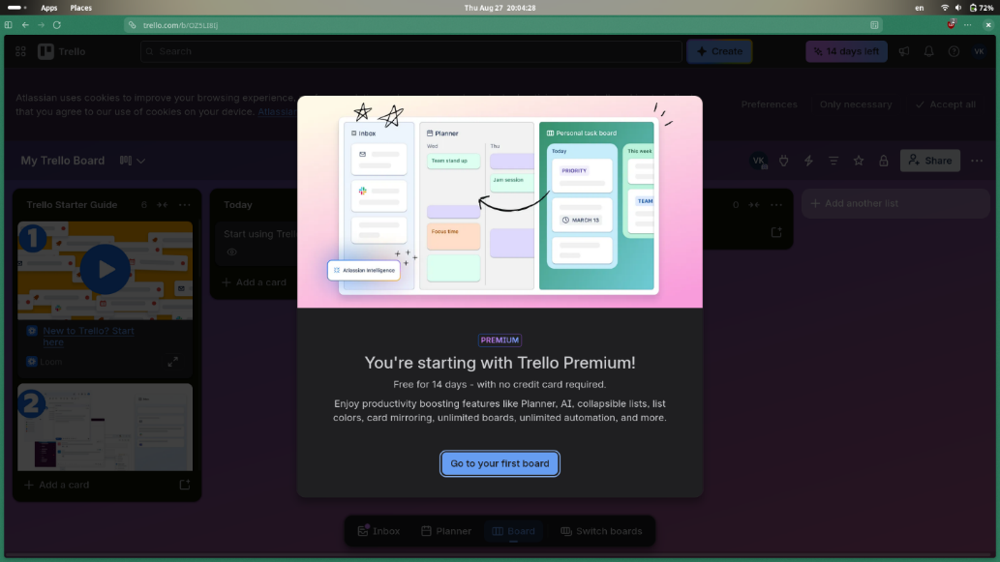 Apps Places Thu Aug 27 20:04:28 en 72%
trello.com/b/
Trello Search Create 14 days left VK
Atlassian uses cookies to improve your browsing experience,
that you agree to our use of cookies on your device. Atlassian
Preferences Only necessary Accept all
My Trello Board VK Share
Trello Starter Guide 6
Today
0
Add another list
1
New to Trello? Start
here
Loom
2
Add a card
Start using Trell
Add a card
Inbox
Planner
Wed
Thu
Team stand up
Jam session
Focus time
Personal task board
Today
This week
PRIORITY
TEAM
MARCH 10
Atlassian Intelligence
PREMIUM
You're starting with Trello Premium!
Free for 14 days - with no credit card required.
Enjoy productivity boosting features like Planner, AI, collapsible lists, list
colors, card mirroring, unlimited boards, unlimited automation, and more.
Go to your first board
Inbox Planner Board Switch boards